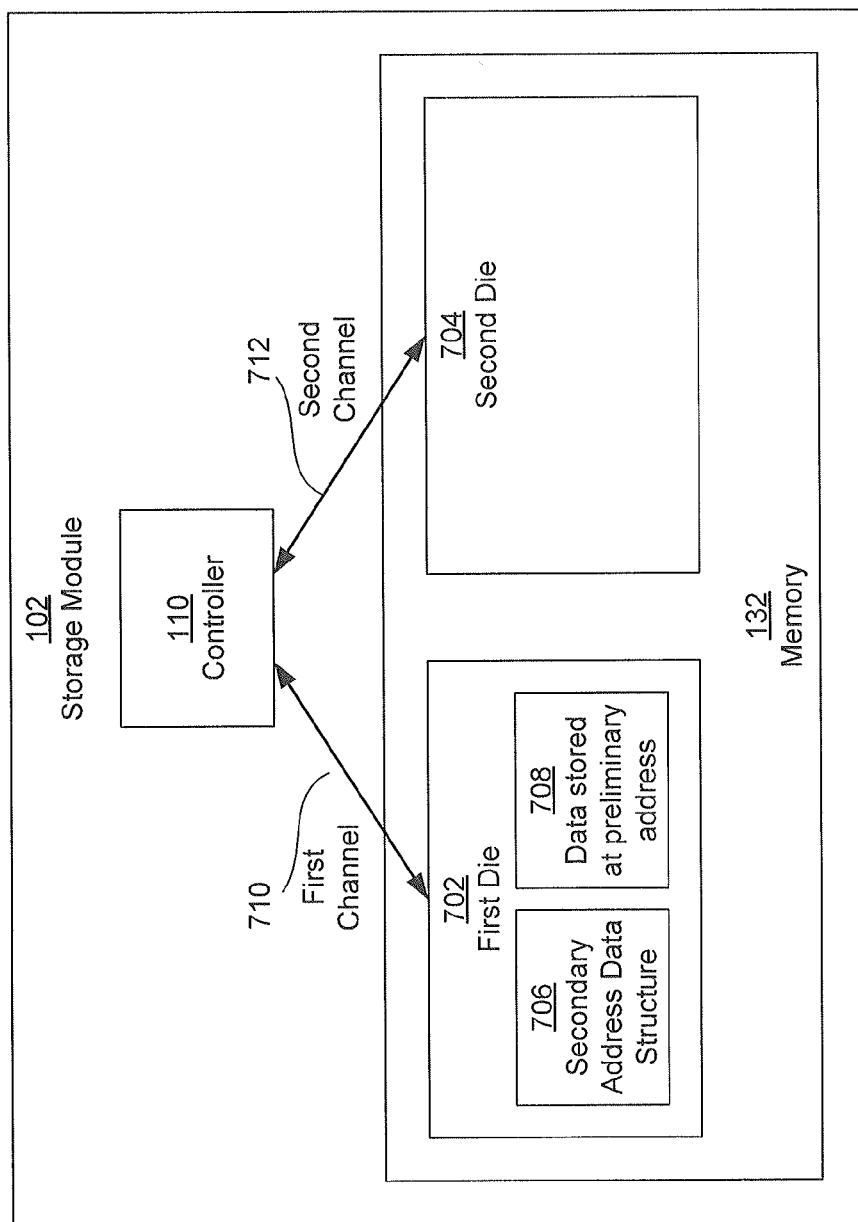 102
Storage Module
110
Controller
710
First
Channel
712
Second
Channel
702
First Die
706
Secondary
Address Data
Structure
708
Data stored
at preliminary
address
704
Second Die
132
Memory